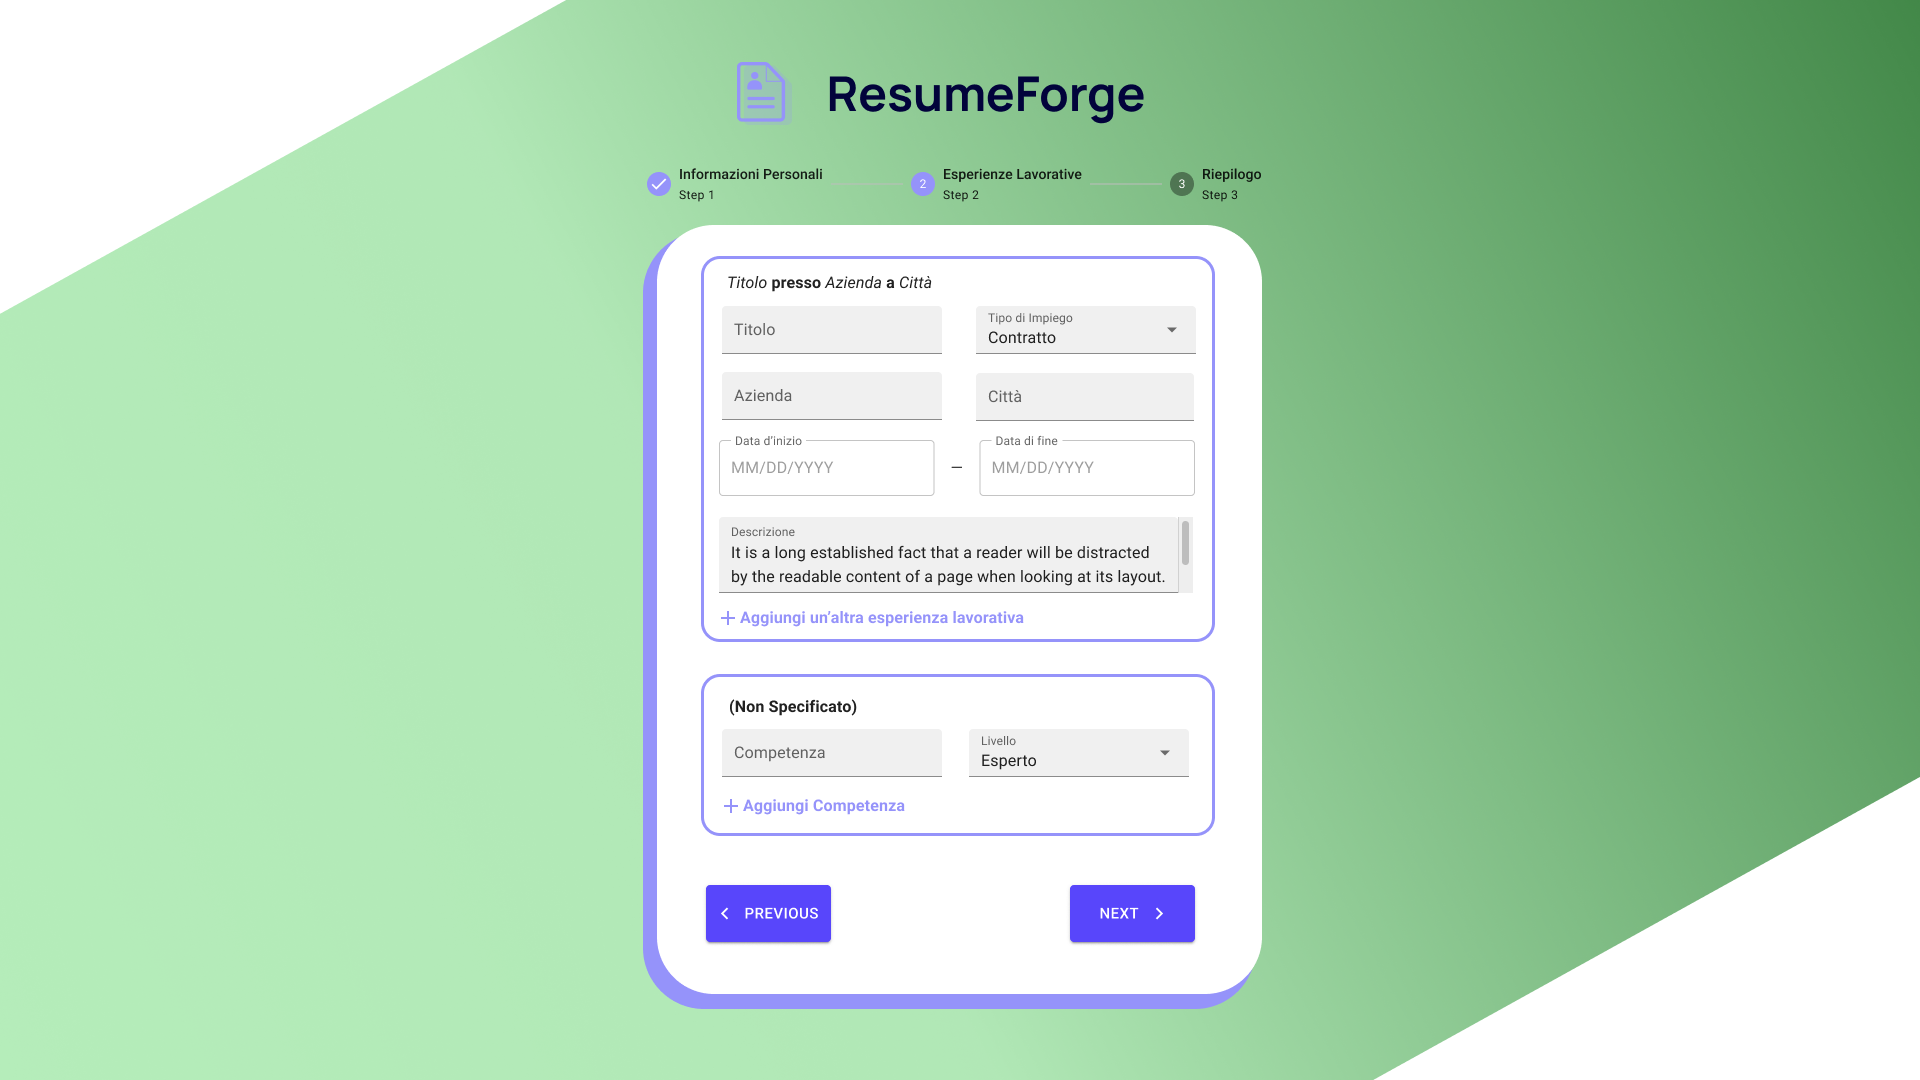 ResumeForge
Informazioni Personali
Step 1
2
Esperienze Lavorative
Step 2
3
Riepilogo
Step 3
Titolo presso Azienda a Città
Titolo
Tipo di Impiego
Contratto
Azienda
Città
Data d’inizio
MM/DD/YYYY
–
Data di fine
MM/DD/YYYY
Descrizione
It is a long established fact that a reader will be distracted
by the readable content of a page when looking at its layout.
+ Aggiungi un’altra esperienza lavorativa
(Non Specificato)
Competenza
Livello
Esperto
+ Aggiungi Competenza
PREVIOUS
NEXT